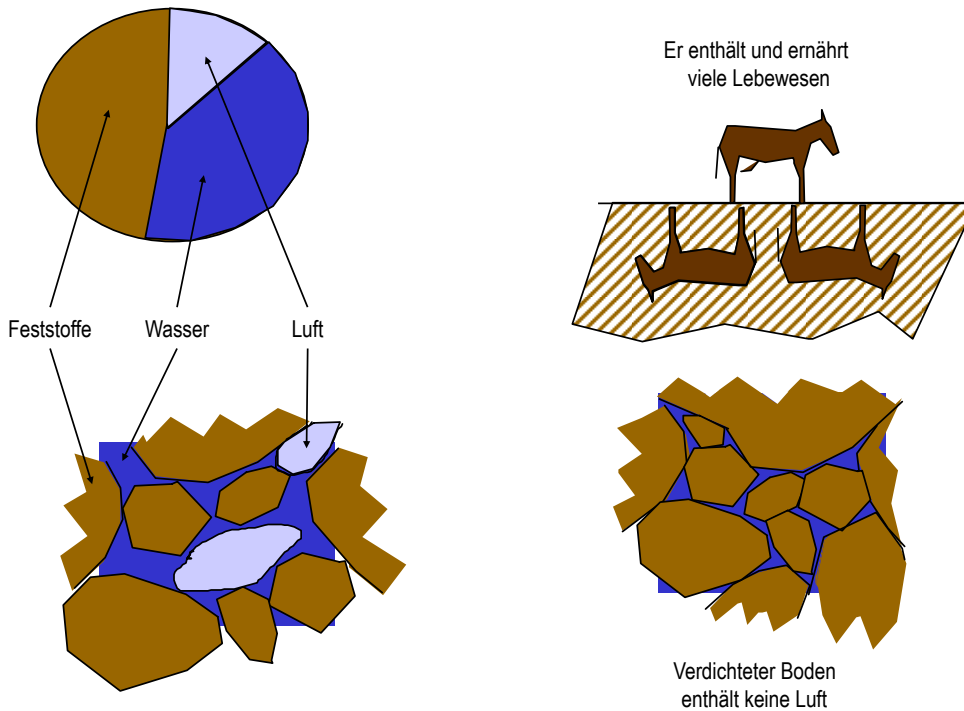 Er enthält und ernährt
viele Lebewesen
Feststoffe
Wasser
Luft
Verdichteter Boden
enthält keine Luft